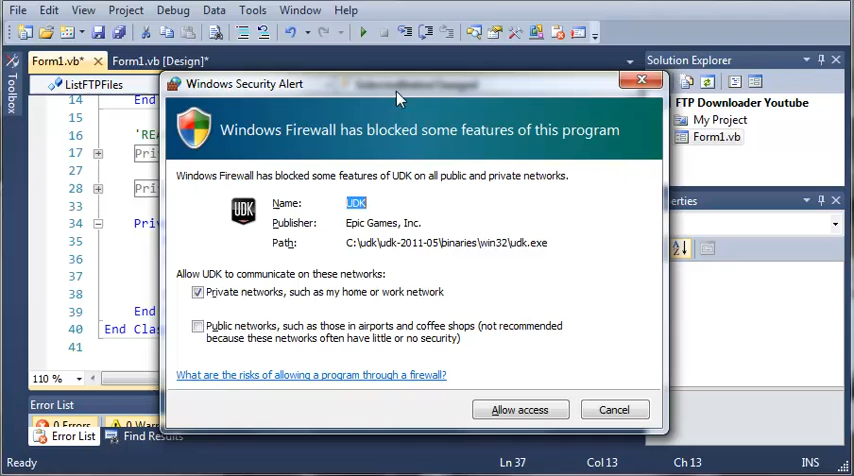 File Edit View Project Debug Data Tools Window Help
Form1.vb* Form1.vb [Design]*
Solution Explorer
Toolbox
ListFTPFiles
Windows Security Alert
FTP Downloader Youtube
My Project
Form1.vb
14 End
15
16 'REA
17 Pri
28 Pri
34 Priv
35
36
37
38
39 End
40 End Clas
41
Windows Firewall has blocked some features of this program
Windows Firewall has blocked some features of UDK on all public and private networks.
UDK
Name: UDK
Publisher: Epic Games, Inc.
Path: C:\udk\udk-2011-05\binaries\win32\udk.exe
Allow UDK to communicate on these networks:
Private networks, such as my home or work network
Public networks, such as those in airports and coffee shops (not recommended
because these networks often have little or no security)
What are the risks of allowing a program through a firewall?
Allow access Cancel
erties
110 %
Error List
0 Errors 0 Warn
Error List Find Results
Ready Ln 37 Col 13 Ch 13 INS